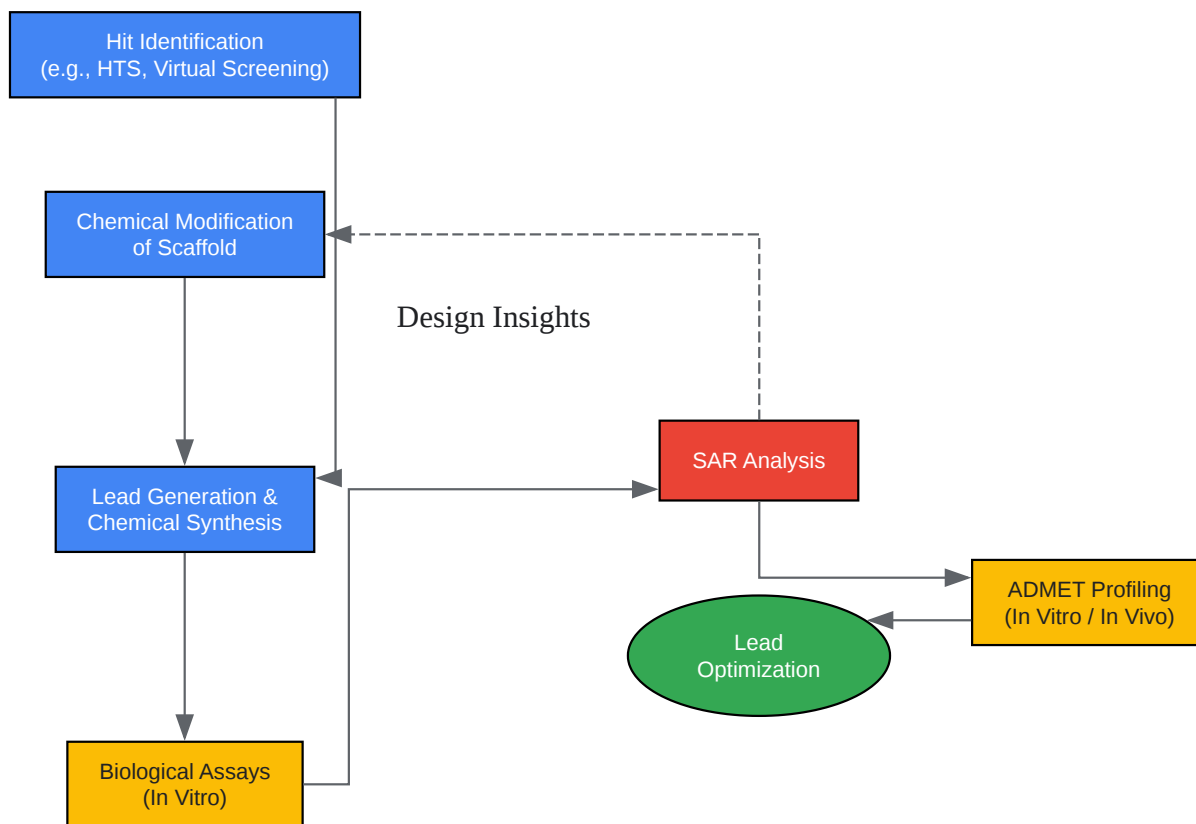 Hit Identification
(e.g., HTS, Virtual Screening)
Chemical Modification
of Scaffold
Design Insights
SAR Analysis
Lead Generation &
Chemical Synthesis
ADMET Profiling
(In Vitro / In Vivo)
Lead
Optimization
Biological Assays
(In Vitro)